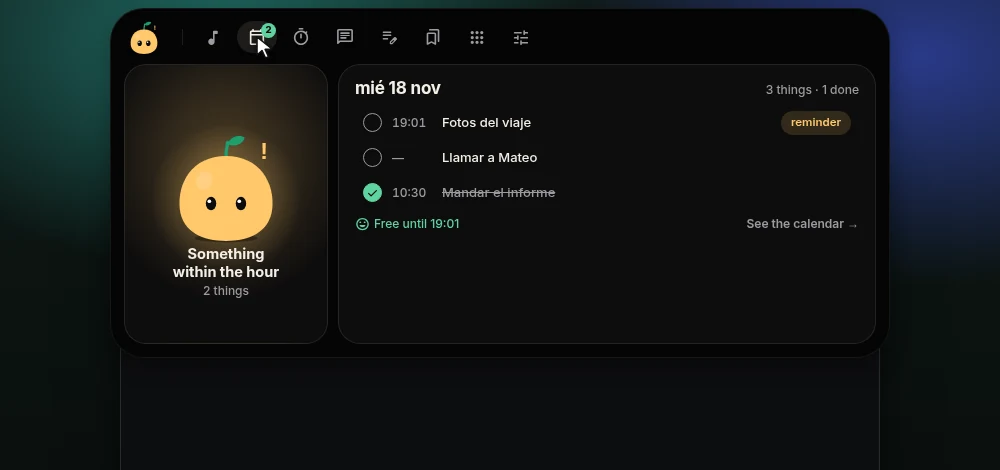 2
mié 18 nov
3 things · 1 done
19:01 Fotos del viaje reminder
— Llamar a Mateo
10:30 Mandar el informe
Free until 19:01
See the calendar →
!
Something
within the hour
2 things